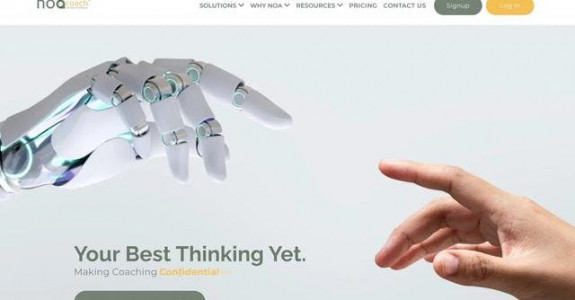 noa coach
SOLUTIONS WHY NOA RESOURCES PRICING CONTACT US Signup Log In
Your Best Thinking Yet.
Making Coaching Confidential